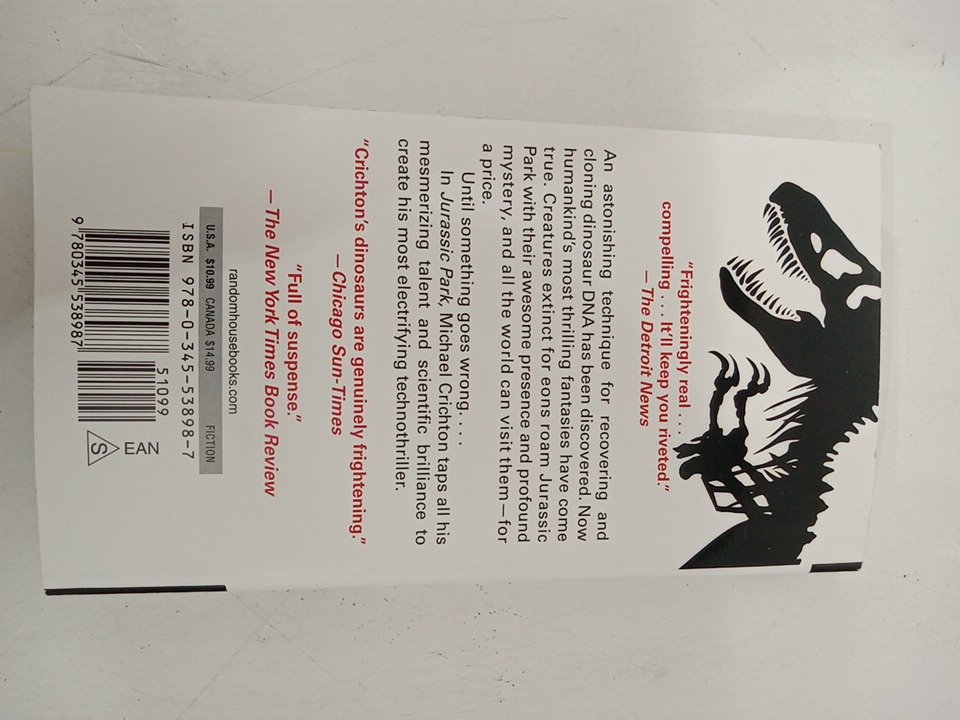 "Frighteningly real . . . .
compelling . . . It'll keep you riveted."
—The Detroit News
An astonishing technique for recovering and
cloning dinosaur DNA has been discovered. Now
humankind's most thrilling fantasies have come
true. Creatures extinct for eons roam Jurassic
Park with their awesome presence and profound
mystery, and all the world can visit them—for
a price.
Until something goes wrong. . . .
In Jurassic Park, Michael Crichton taps all his
mesmerizing talent and scientific brilliance to
create his most electrifying technothriller.
"Crichton's dinosaurs are genuinely frightening."
—Chicago Sun-Times
"Full of suspense."
—The New York Times Book Review
randomhousebooks.com
U.S.A. $10.99 CANADA $14.99 FICTION
ISBN 978-0-345-53898-7
51099
9 780345 538987
S EAN